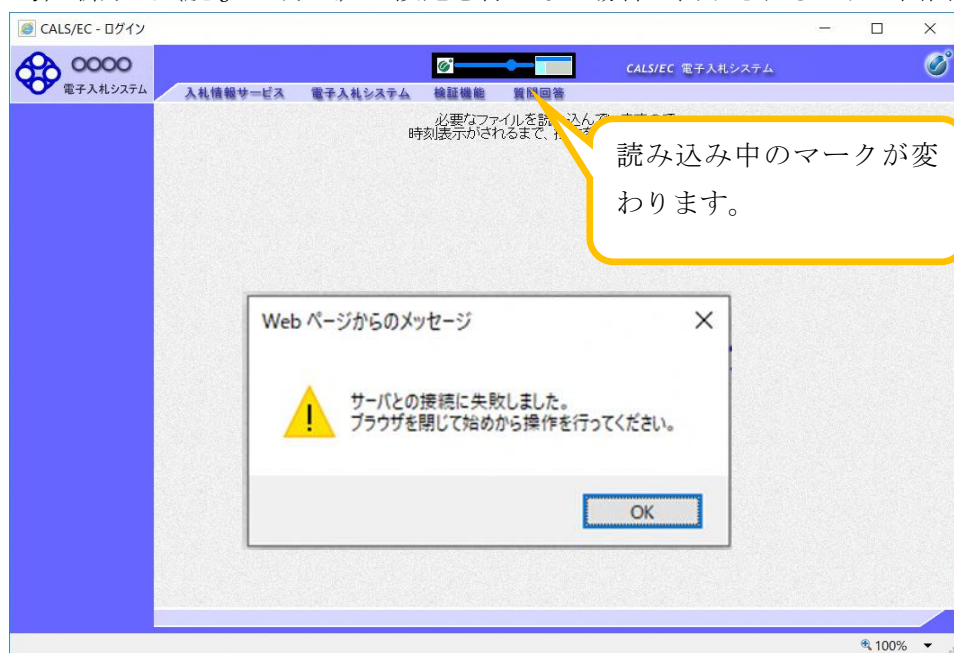 CALS/EC - ログイン
OOOO
電子入札システム
CALS/EC 電子入札システム
入札情報サービス 電子入札システム 検証機能 質問回答
必要なファイルを読み込んで
時刻表示がされるまで、
読み込み中のマークが変
わります。
Web ページからのメッセージ
サーバとの接続に失敗しました。
ブラウザを閉じて始めから操作を行ってください。
OK
100%